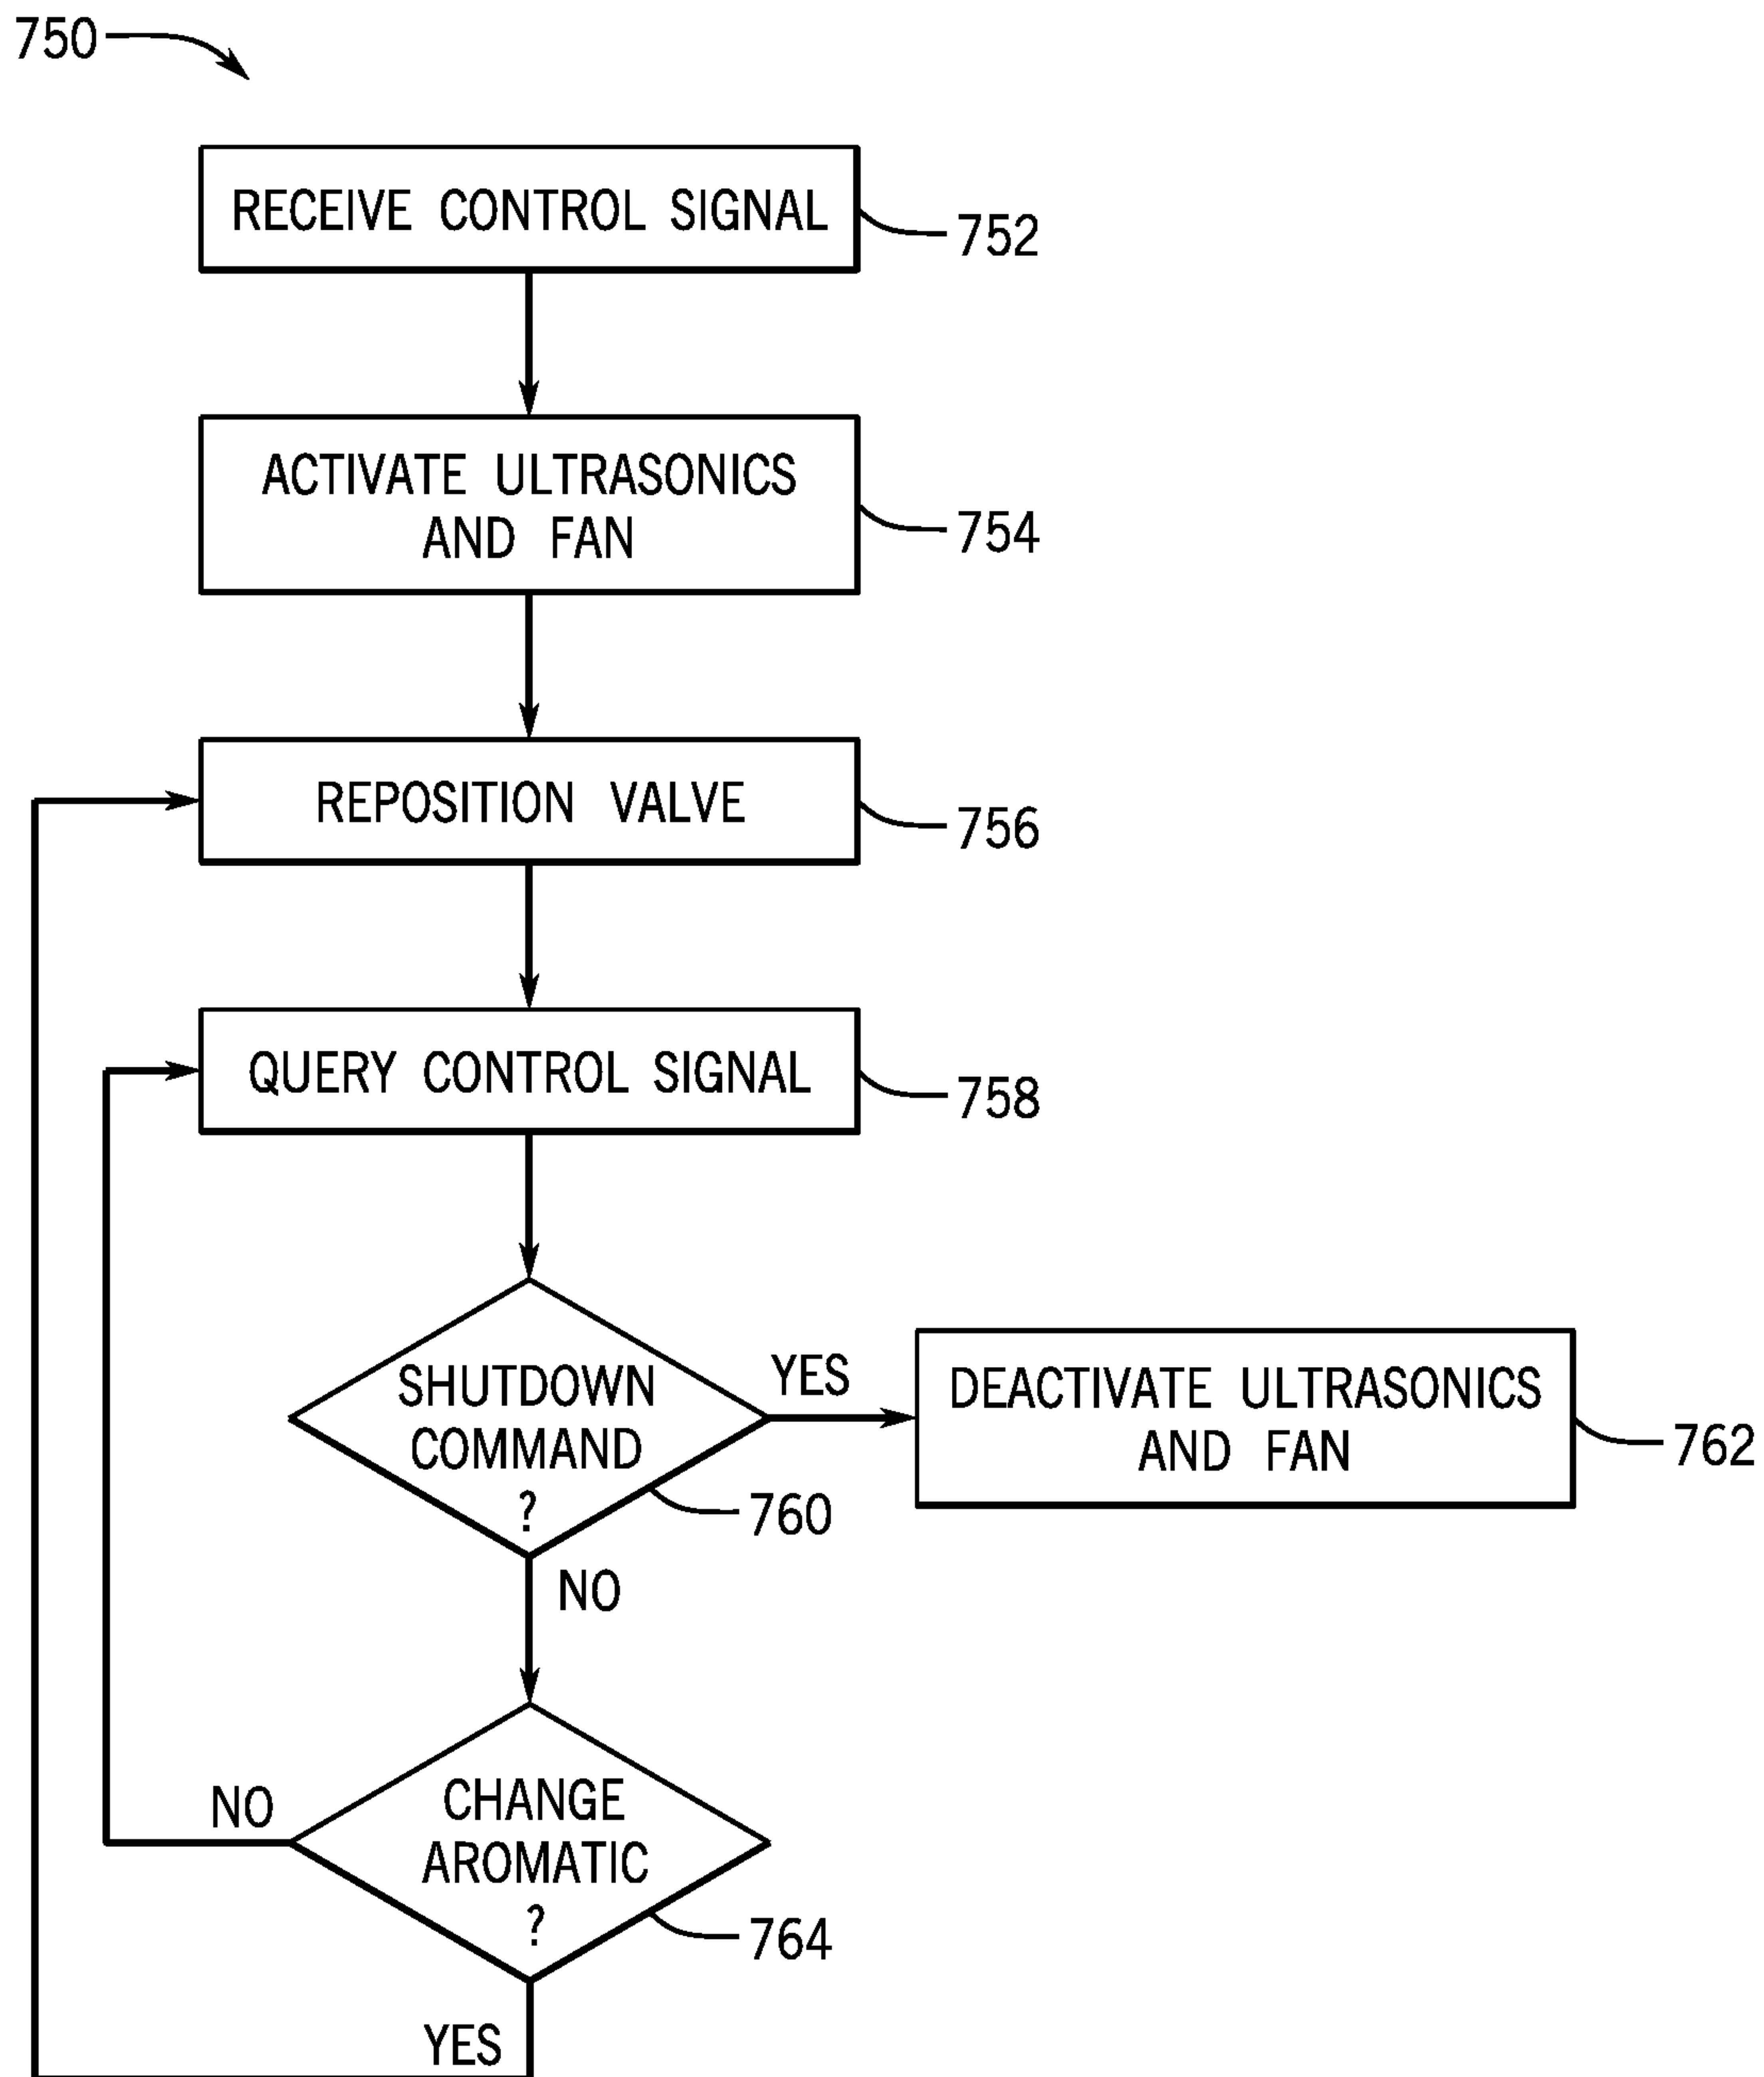 750
RECEIVE CONTROL SIGNAL
752
ACTIVATE ULTRASONICS
AND FAN
754
REPOSITION VALVE
756
QUERY CONTROL SIGNAL
758
SHUTDOWN
COMMAND
?
760
YES
DEACTIVATE ULTRASONICS
AND FAN
762
NO
CHANGE
AROMATIC
?
764
NO
YES